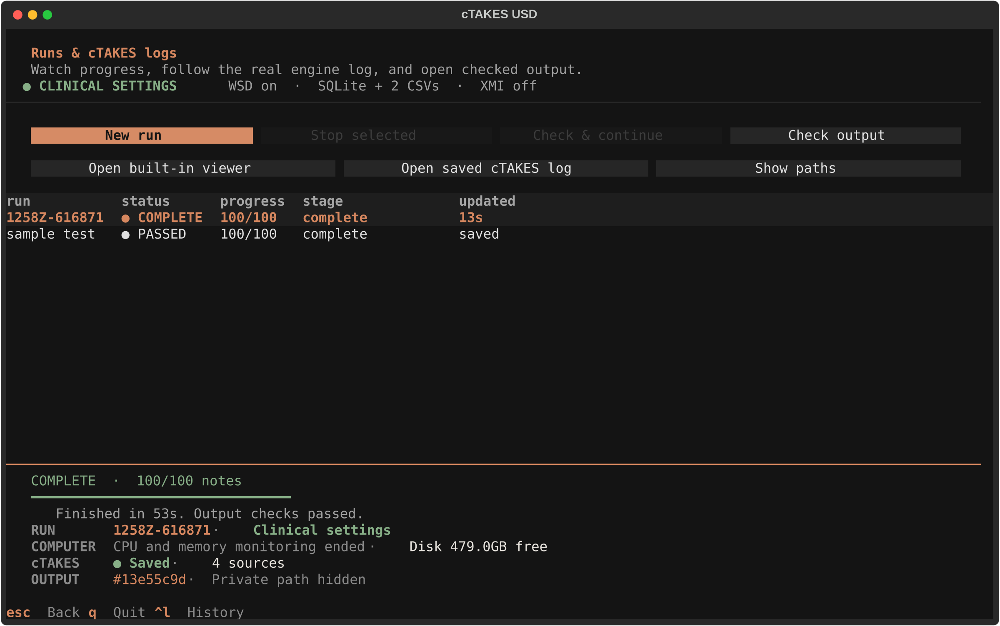 cTAKES USD
Runs & cTAKES logs
Watch progress, follow the real engine log, and open checked output.
● CLINICAL SETTINGS WSD on · SQLite + 2 CSVs · XMI off
New run Stop selected Check & continue Check output
Open built-in viewer Open saved cTAKES log Show paths
run status progress stage updated
1258Z-616871 ● COMPLETE 100/100 complete 13s
sample test ● PASSED 100/100 complete saved
COMPLETE · 100/100 notes
Finished in 53s. Output checks passed.
RUN 1258Z-616871 · Clinical settings
COMPUTER CPU and memory monitoring ended · Disk 479.0GB free
cTAKES ● Saved · 4 sources
OUTPUT #13e55c9d · Private path hidden
esc Back q Quit ^l History